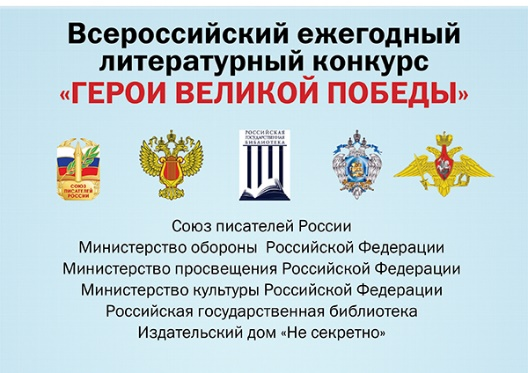 Всероссийский ежегодный
литературный конкурс
«ГЕРОИ ВЕЛИКОЙ ПОБЕДЫ»
СОЮЗ
ПИСАТЕЛЕЙ
РОССИИ
РОССИЙСКАЯ
ГОСУДАРСТВЕННАЯ
БИБЛИОТЕКА
Союз писателей России
Министерство обороны Российской Федерации
Министерство просвещения Российской Федерации
Министерство культуры Российской Федерации
Российская государственная библиотека
Издательский дом «Не секретно»